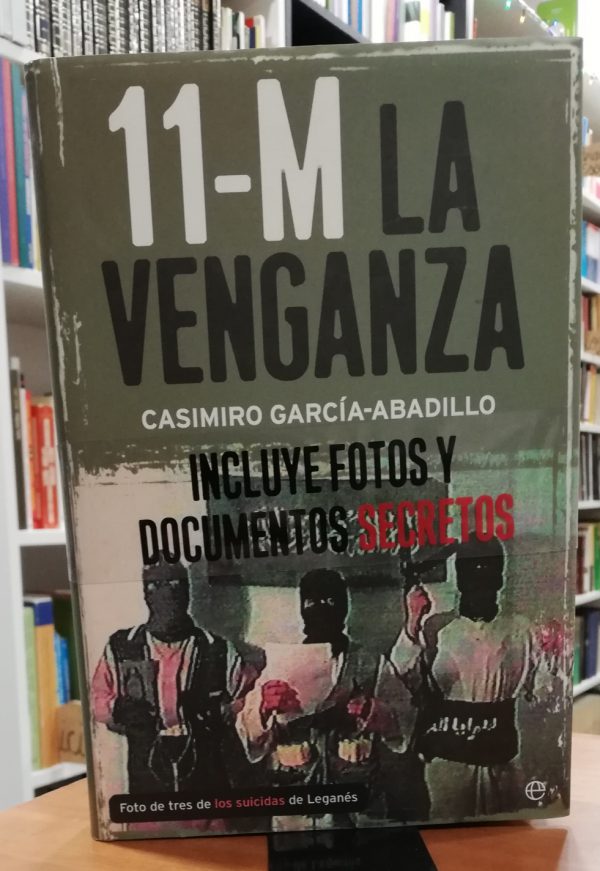 11-M LA
VENGANZA
CASIMIRO GARCÍA-ABADILLO
INCLUYE FOTOS Y
DOCUMENTOS SECRETOS
Foto de tres de los suicidas de Leganés